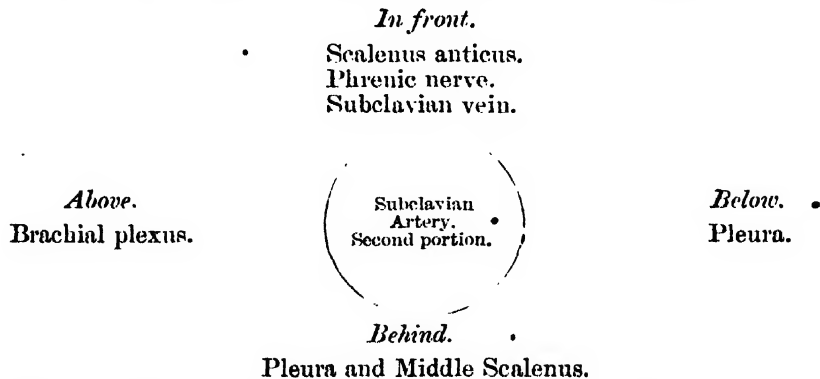 In front.
Scalenus anticus.
Phrenic nerve.
Subclavian vein.
Above.
Brachial plexus.
Subclavian
Artery.
Second portion.
Below.
Pleura.
Behind.
Pleura and Middle Scalenus.